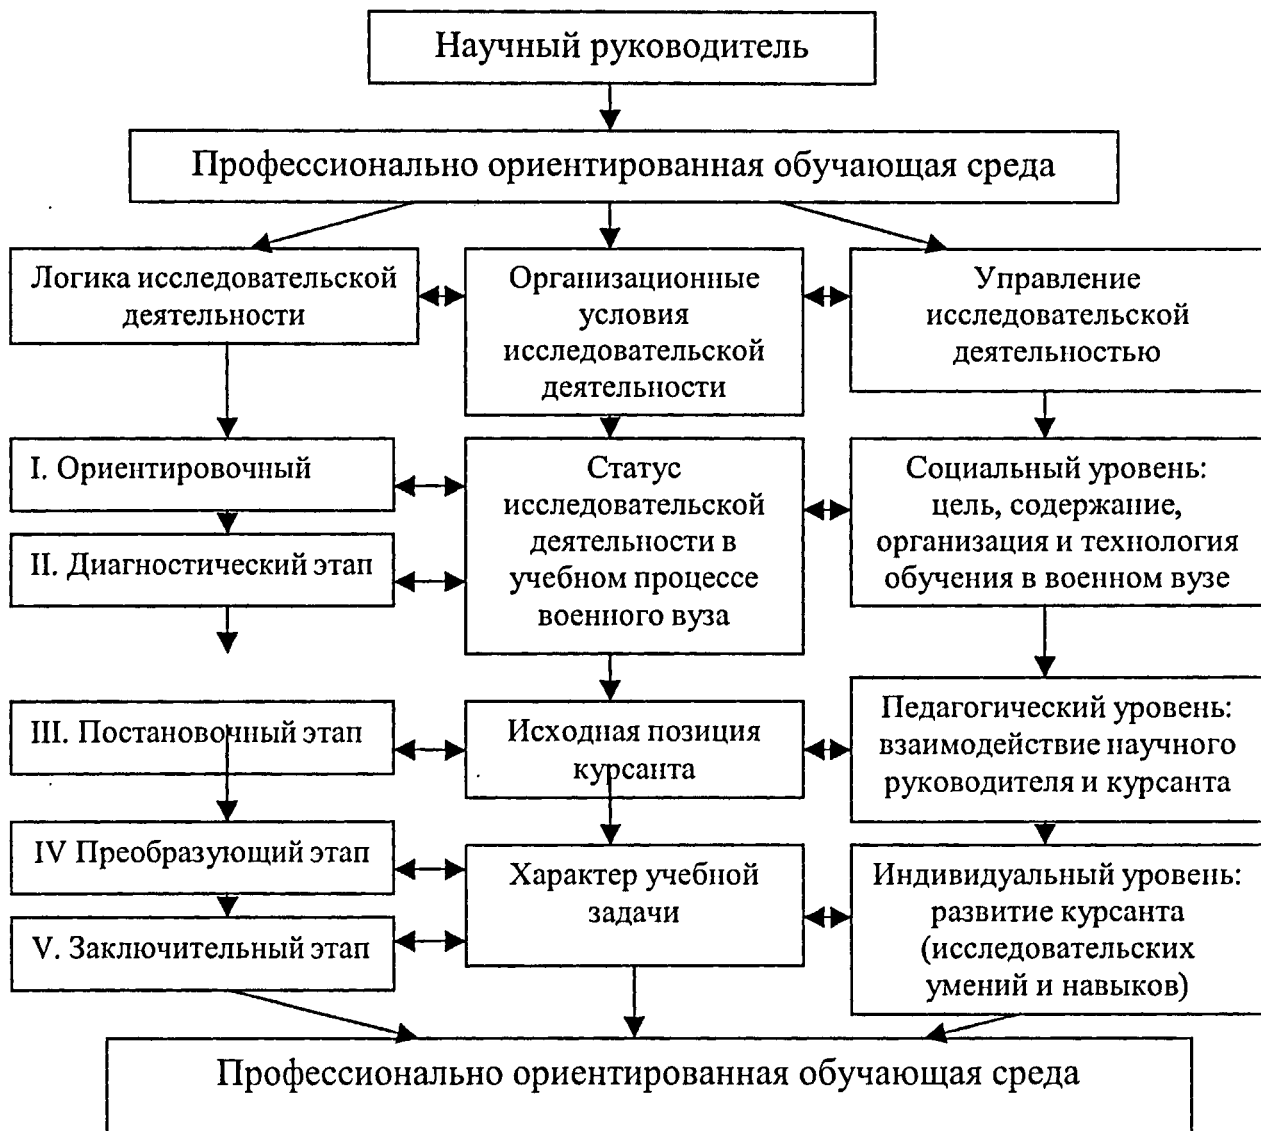 Научный руководитель
Профессионально ориентированная обучающая среда
Логика исследовательской
деятельности
Организационные
условия
исследовательской
деятельности
Управление
исследовательской
деятельностью
I. Ориентировочный
II. Диагностический этап
Статус
исследовательской
деятельности в
учебном процессе
военного вуза
Социальный уровень:
цель, содержание,
организация и технология
обучения в военном вузе
III. Постановочный этап
Исходная позиция
курсанта
Педагогический уровень:
взаимодействие научного
руководителя и курсанта
IV Преобразующий этап
V. Заключительный этап
Характер учебной
задачи
Индивидуальный уровень:
развитие курсанта
(исследовательских
умений и навыков)
Профессионально ориентированная обучающая среда